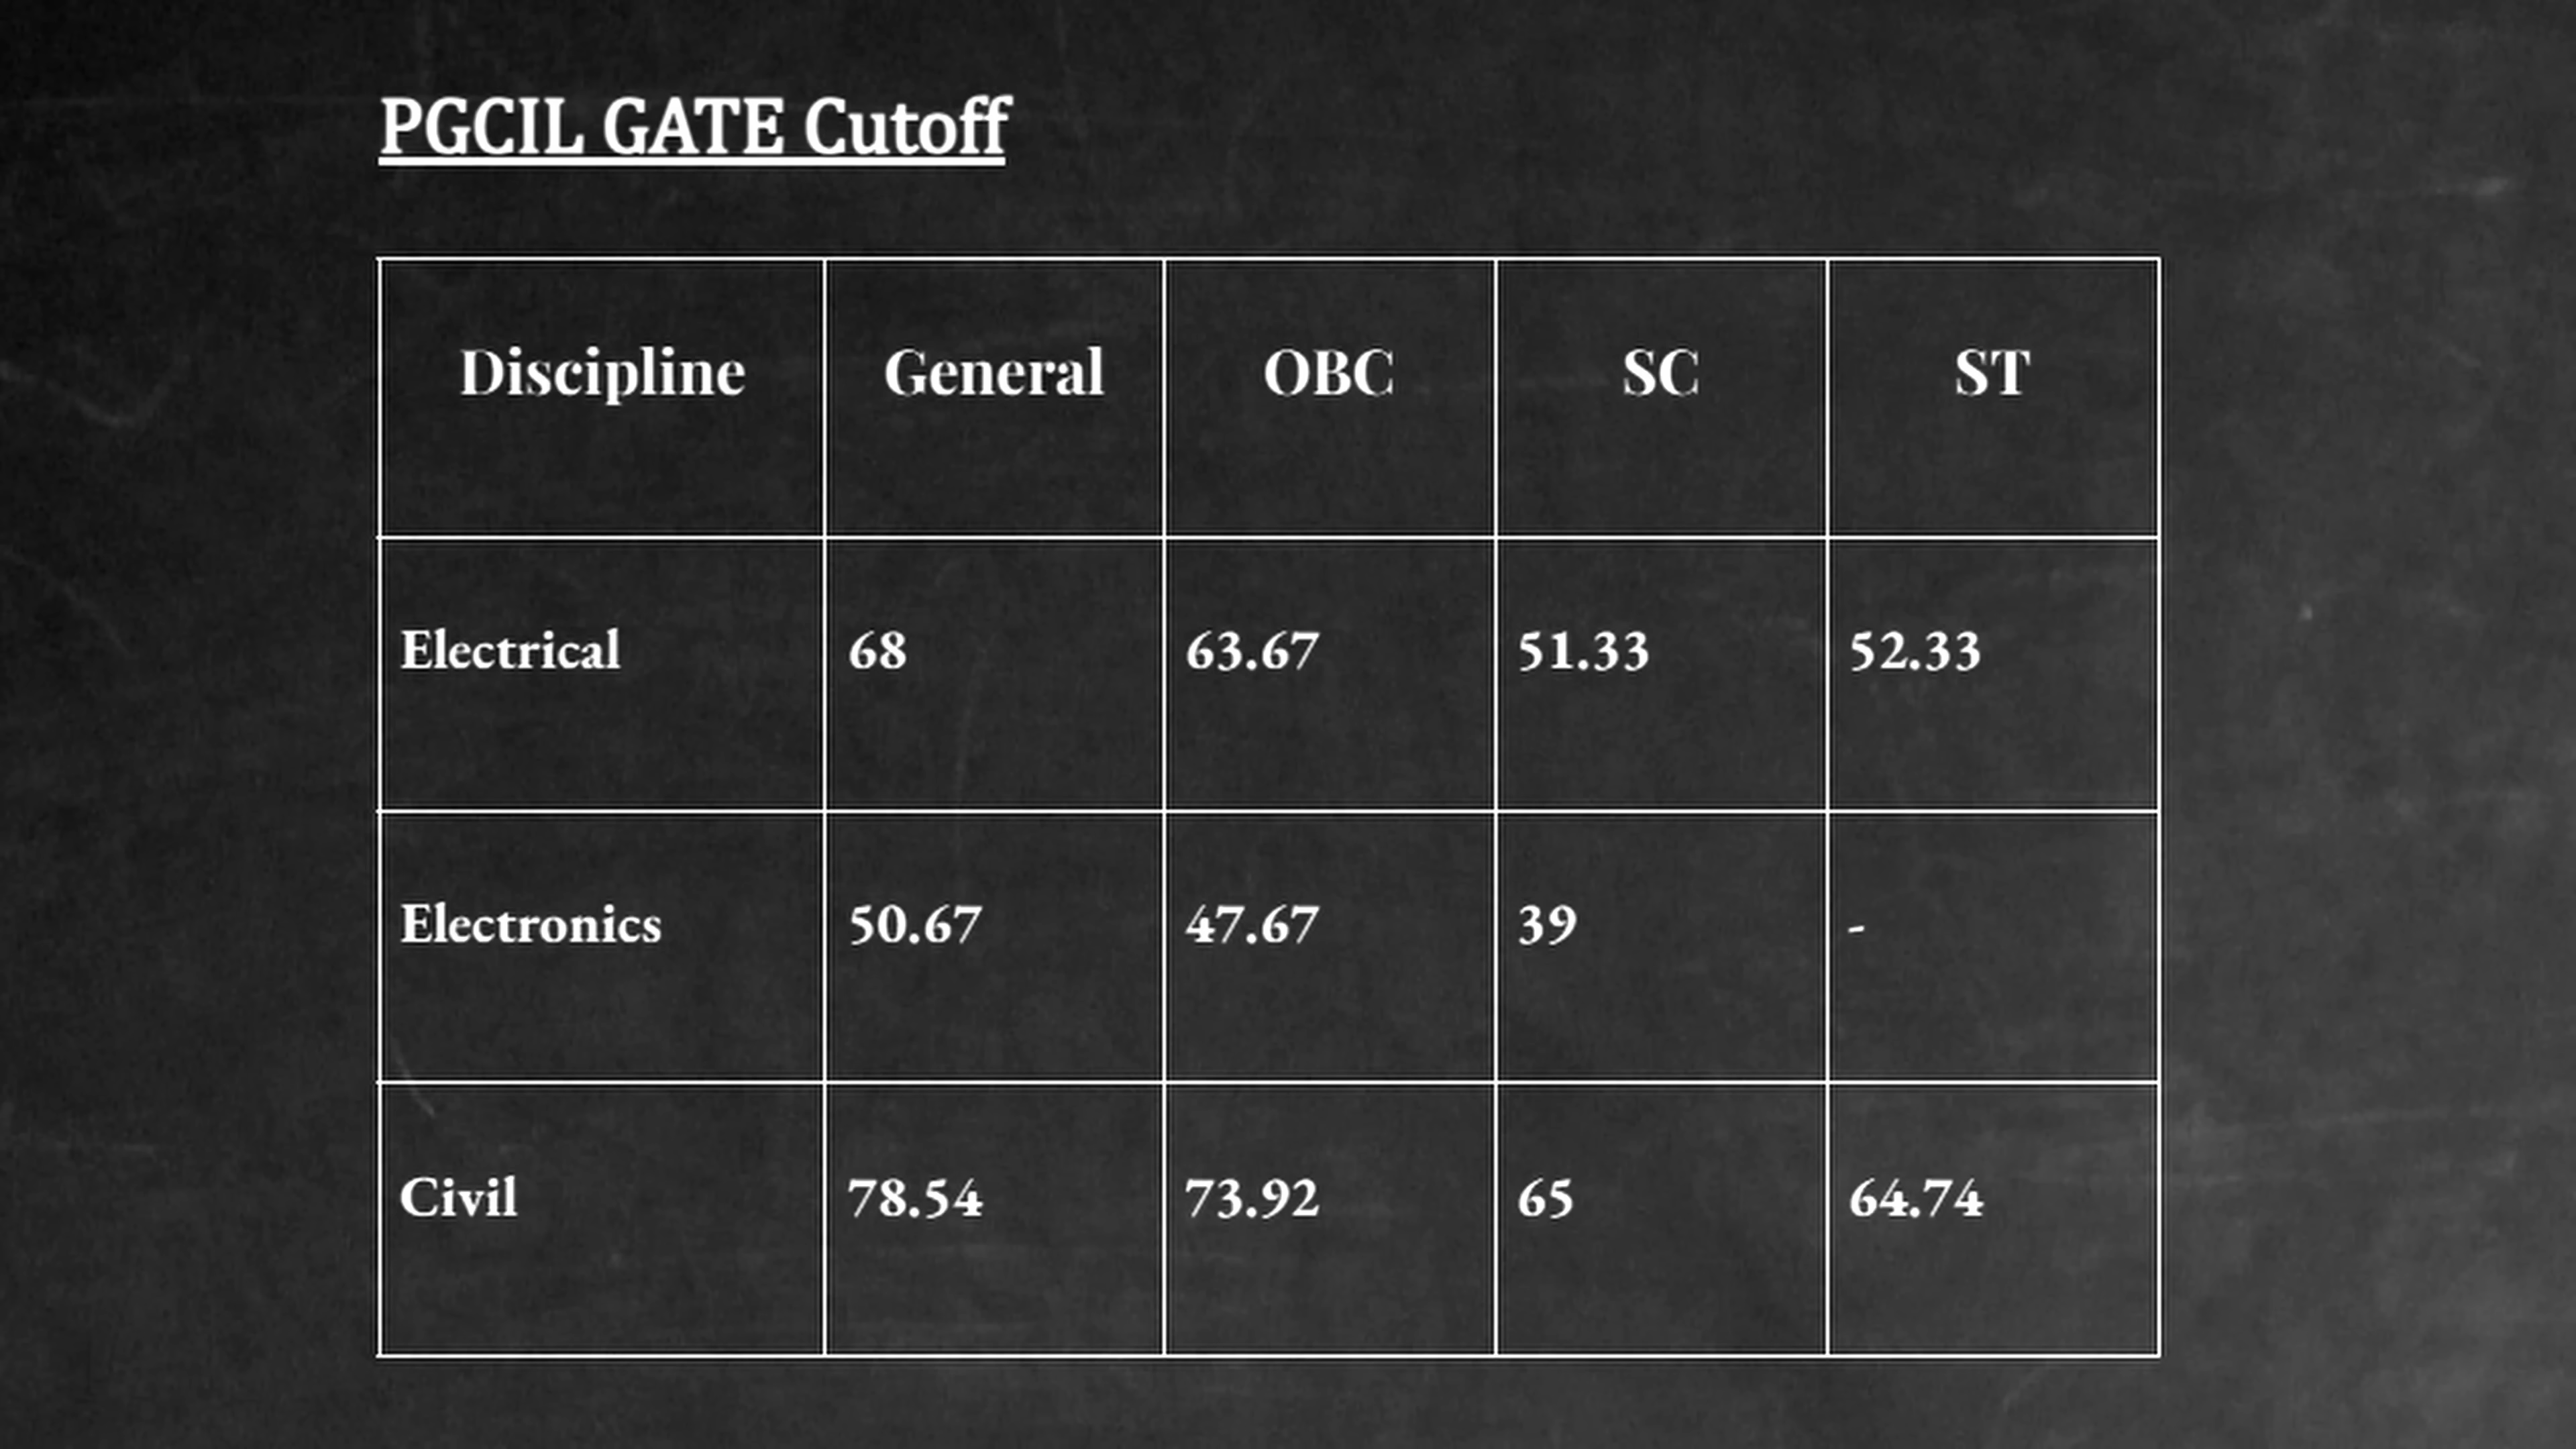 PGCIL GATE Cutoff
Discipline General OBC SC ST
Electrical 68 63.67 51.33 52.33
Electronics 50.67 47.67 39 -
Civil 78.54 73.92 65 64.74